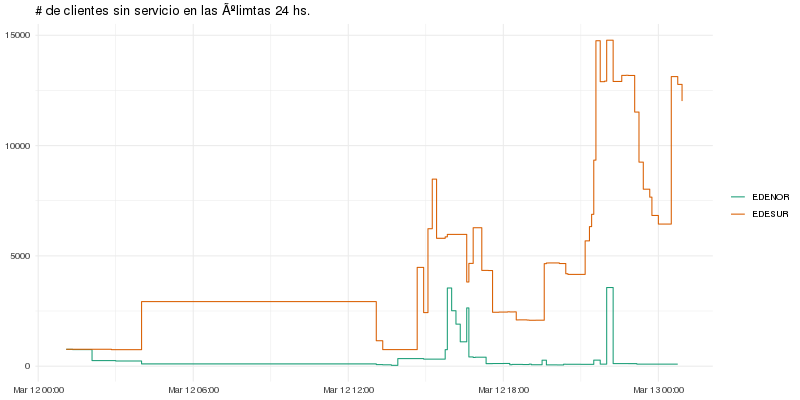 # de clientes sin servicio en las Ãºlimtas 24 hs.
15000
10000
5000
0
Mar 12 00:00
Mar 12 06:00
Mar 12 12:00
Mar 12 18:00
Mar 13 00:00
EDENOR
EDESUR